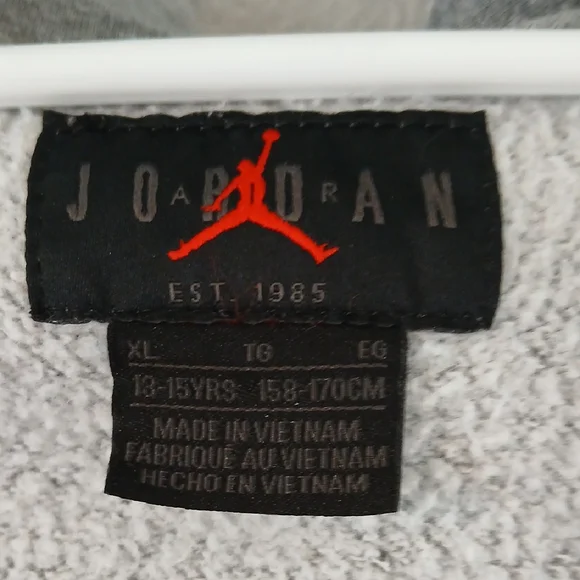 JORDAN
AIR
EST. 1985
XL TG EG
13-15YRS 158-170CM
MADE IN VIETNAM
FABRIQUÉ AU VIETNAM
HECHO EN VIETNAM